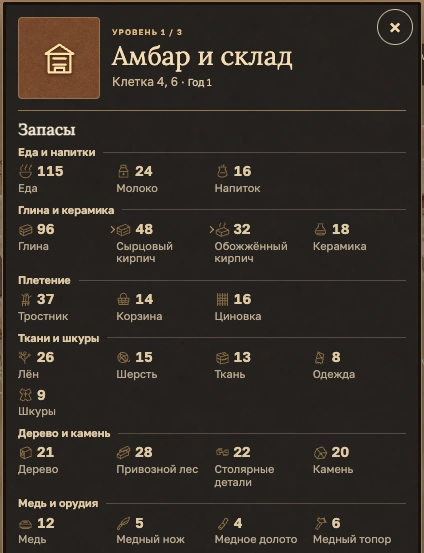 УРОВЕНЬ 1 / 3
Амбар и склад
Клетка 4, 6 · Год 1
Запасы
Еда и напитки
115 24 16
Еда Молоко Напиток
Глина и керамика
96 48 32 18
Глина Сырцовый кирпич Обожжённый кирпич Керамика
Плетение
37 14 16
Тростник Корзина Циновка
Ткани и шкуры
26 15 13 8
Лён Шерсть Ткань Одежда
9
Шкуры
Дерево и камень
21 28 22 20
Дерево Привозной лес Столярные детали Камень
Медь и орудия
12 5 4 6
Медь Медный нож Медное долото Медный топор